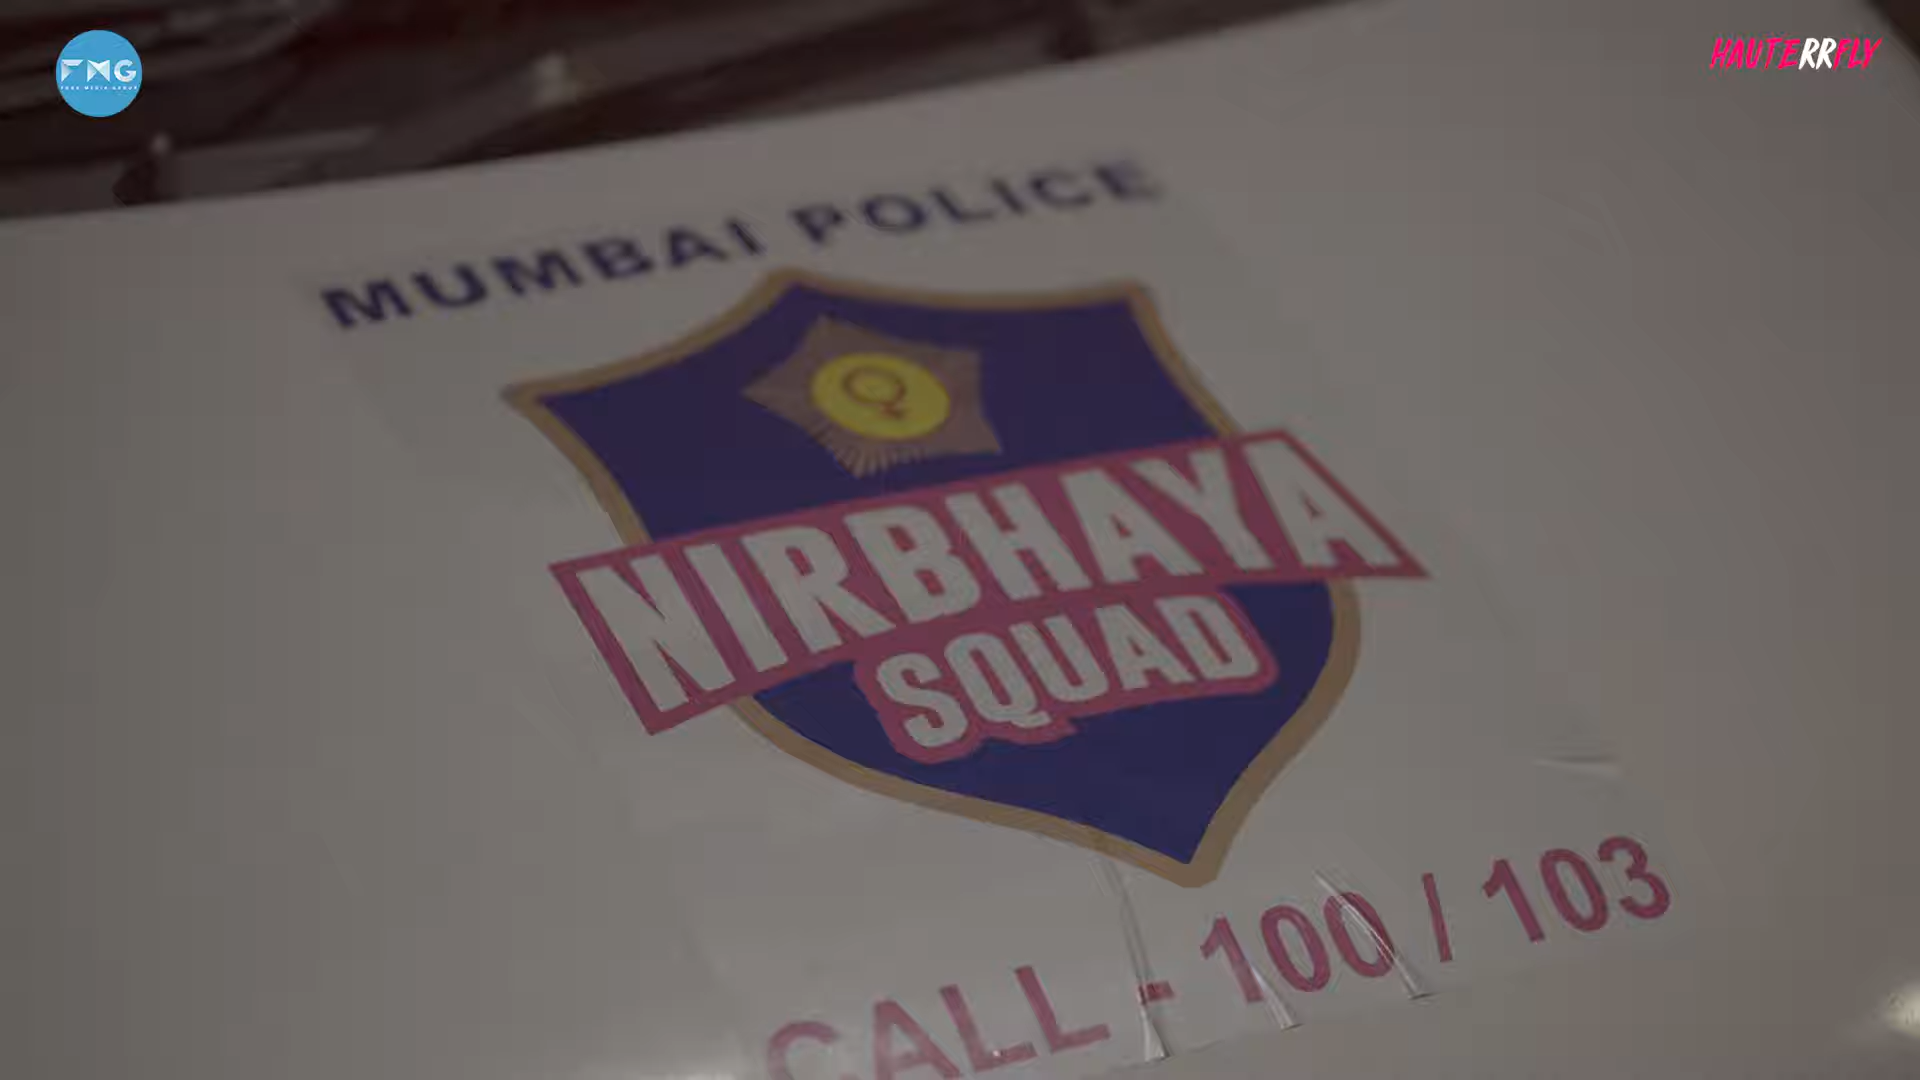 FMG
HAUTERRFLY
MUMBAI POLICE
NIRBHAYA
SQUAD
CALL - 100 / 103